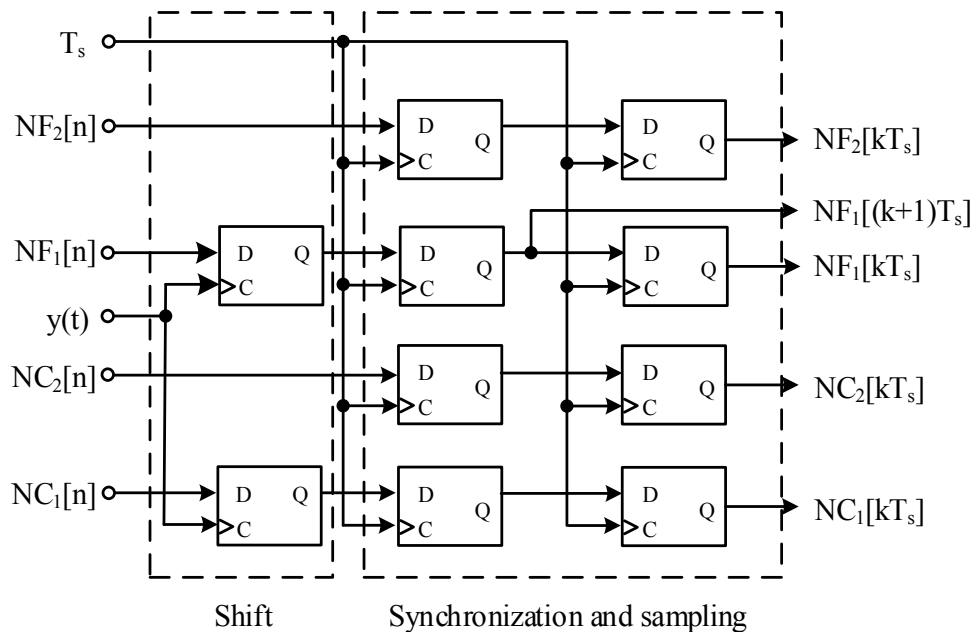 Tₛ
NF₂[n]
D
Q
C
D
Q
C
NF₂[kTₛ]
NF₁[(k+1)Tₛ]
NF₁[n]
D
Q
C
D
Q
C
D
Q
C
NF₁[kTₛ]
y(t)
NC₂[n]
D
Q
C
D
Q
C
NC₂[kTₛ]
NC₁[n]
D
Q
C
D
Q
C
D
Q
C
NC₁[kTₛ]
Shift
Synchronization and sampling